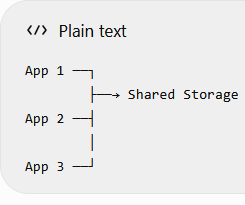 Plain text
App 1 ──┐
        ├──→ Shared Storage
App 2 ──┤
        │
App 3 ──┘